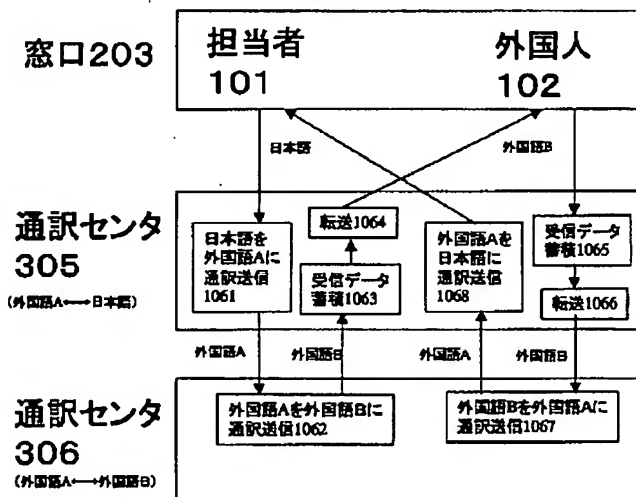 窓口203
担当者
101
外国人
102
日本語
外国語B
通訳センタ
305
(外国語A⟷日本語)
日本語を
外国語Aに
通訳送信
1061
転送1064
受信データ
蓄積1063
外国語Aを
日本語に
通訳送信
1068
受信データ
蓄積1065
転送1066
外国語A
外国語B
外国語A
外国語B
通訳センタ
306
(外国語A⟷外国語B)
外国語Aを外国語Bに
通訳送信1062
外国語Bを外国語Aに
通訳送信1067